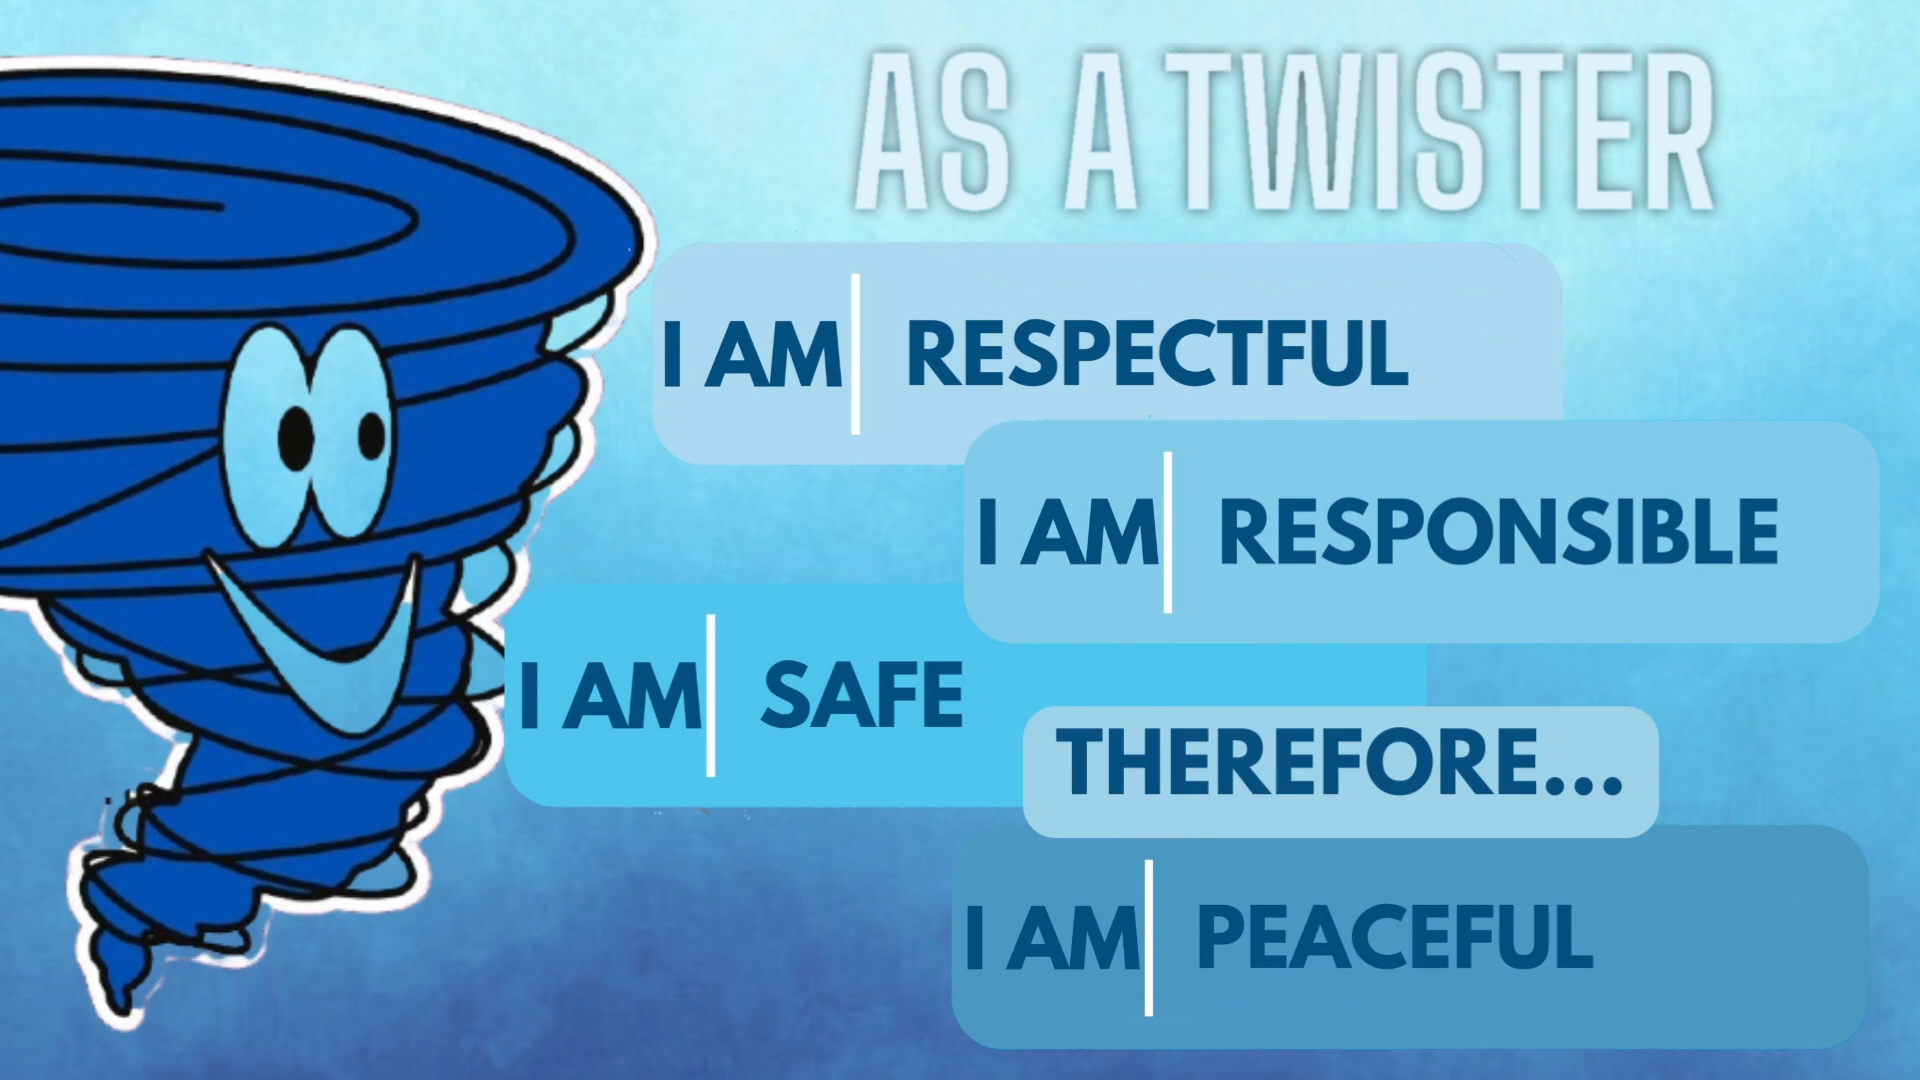 AS A TWISTER
I AM RESPECTFUL
I AM RESPONSIBLE
I AM SAFE
THEREFORE...
I AM PEACEFUL